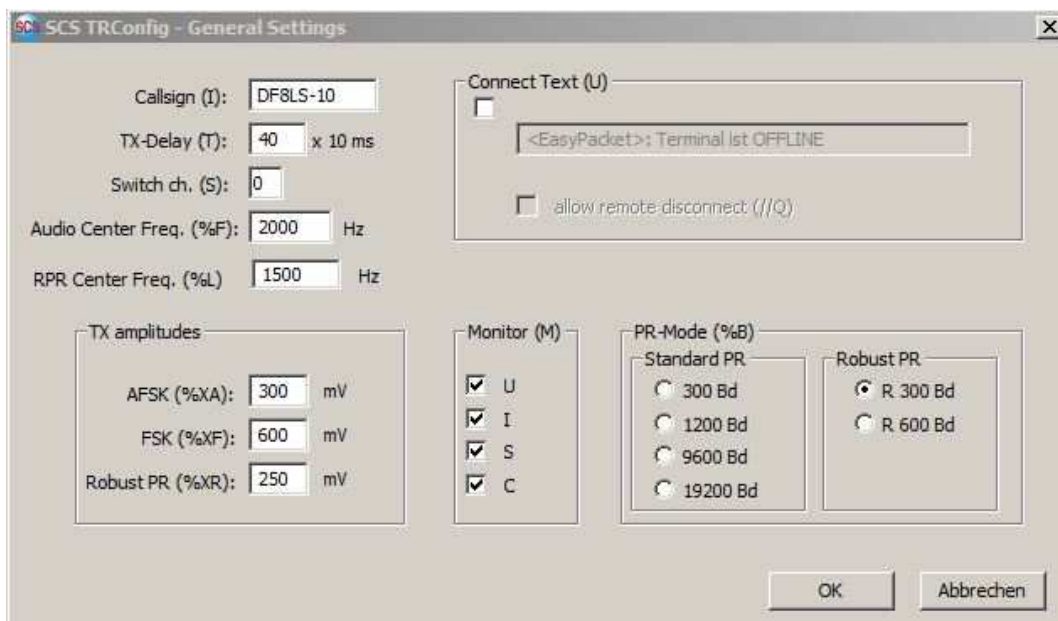 SCS SCS TRConfig - General Settings
Callsign (I): DF8LS-10
TX-Delay (T): 40 x 10 ms
Switch ch. (S): 0
Audio Center Freq. (%F): 2000 Hz
RPR Center Freq. (%L) 1500 Hz
Connect Text (U)
<EasyPacket>: Terminal ist OFFLINE
allow remote disconnect (//Q)
TX amplitudes
AFSK (%XA): 300 mV
FSK (%XF): 600 mV
Robust PR (%XR): 250 mV
Monitor (M)
U
I
S
C
PR-Mode (%B)
Standard PR
300 Bd
1200 Bd
9600 Bd
19200 Bd
Robust PR
R 300 Bd
R 600 Bd
OK
Abbrechen